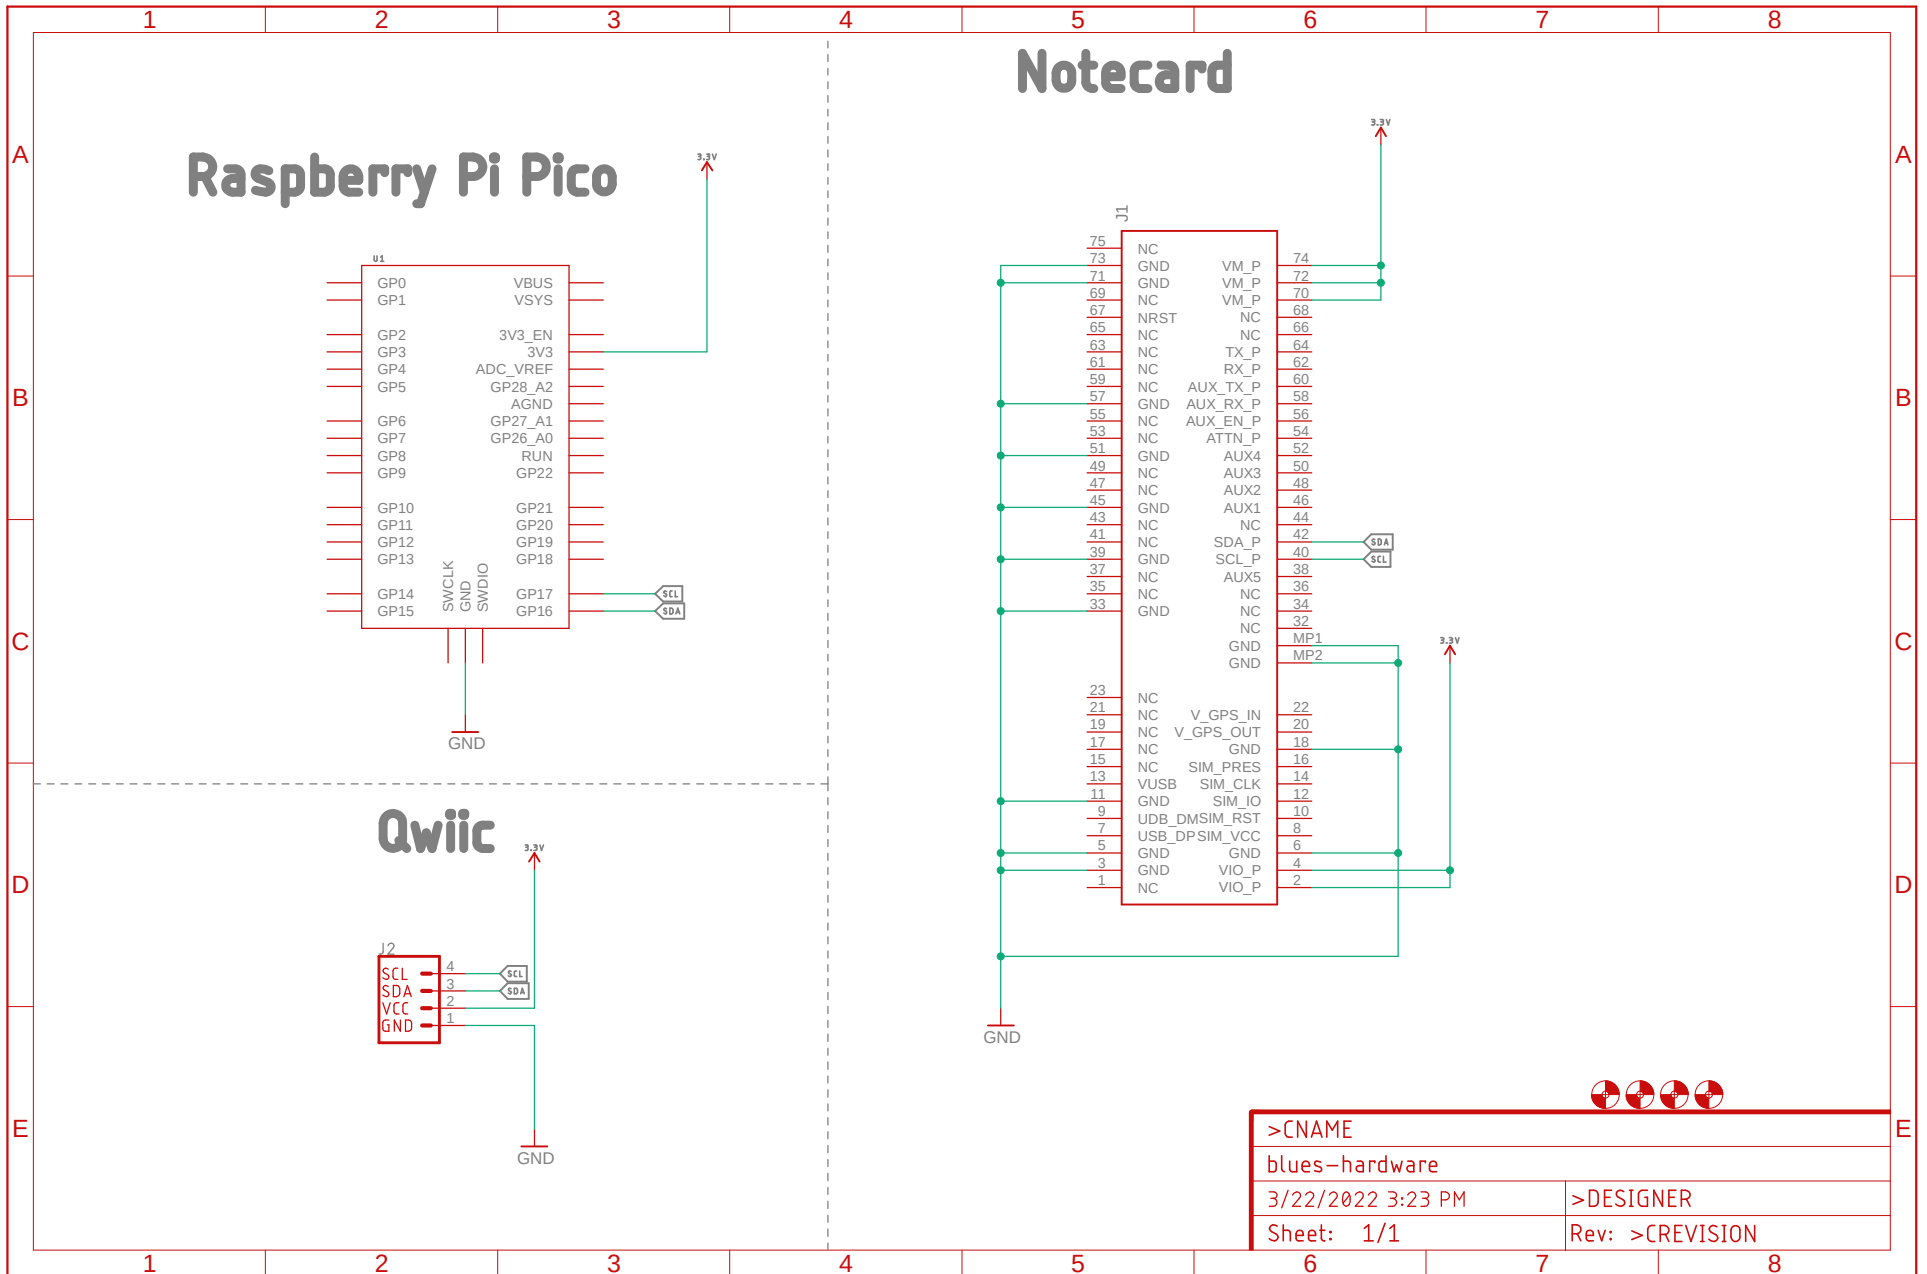 1 2 3 4 5 6 7 8
A
B
C
D
E
Raspberry Pi Pico
3.3V
U1
GP0 VBUS
GP1 VSYS
GP2 3V3_EN
GP3 3V3
GP4 ADC_VREF
GP5 GP28_A2
AGND
GP6 GP27_A1
GP7 GP26_A0
GP8 RUN
GP9 GP22
GP10 GP21
GP11 GP20
GP12 GP19
GP13 GP18
GP14 GP17 SCL
GP15 GP16 SDA
SWCLK
GND
SWDIO
GND
Qwiic
3.3V
J2
SCL 4 SCL
SDA 3 SDA
VCC 2
GND 1
GND
Notecard
3.3V
J1
75 NC
73 GND VM_P 74
71 GND VM_P 72
69 NC VM_P 70
67 NRST NC 68
65 NC NC 66
63 NC TX_P 64
61 NC RX_P 62
59 NC AUX_TX_P 60
57 GND AUX_RX_P 58
55 NC AUX_EN_P 56
53 NC ATTN_P 54
51 GND AUX4 52
49 NC AUX3 50
47 NC AUX2 48
45 GND AUX1 46
43 NC NC 44
41 NC SDA_P 42 SDA
39 GND SCL_P 40 SCL
37 NC AUX5 38
35 NC NC 36
33 GND NC 34
NC 32
GND MP1
GND MP2
3.3V
23 NC
21 NC V_GPS_IN 22
19 NC V_GPS_OUT 20
17 NC GND 18
15 NC SIM_PRES 16
13 VUSB SIM_CLK 14
11 GND SIM_IO 12
9 UDB_DM SIM_RST 10
7 USB_DP SIM_VCC 8
5 GND GND 6
3 GND VIO_P 4
1 NC VIO_P 2
GND
>CNAME
blues-hardware
3/22/2022 3:23 PM >DESIGNER
Sheet: 1/1 Rev: >CREVISION
A
B
C
D
E
1 2 3 4 5 6 7 8